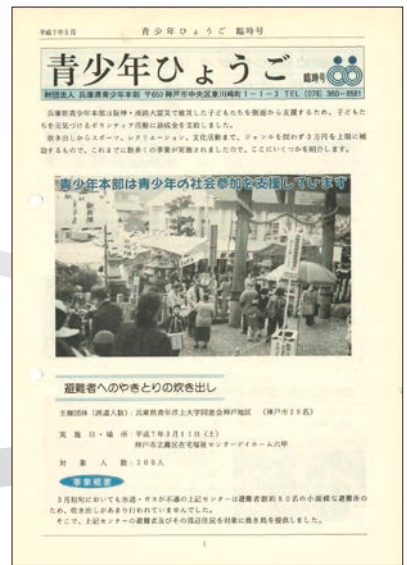 平成7年5月 青少年ひょうご 臨時号
青少年ひょうご 臨時号
財団法人 兵庫県青少年本部 〒650 神戸市中央区東川崎町1-1-3 TEL (078) 360-8581
兵庫県青少年本部は阪神・淡路大震災で被災した子どもたちを側面から支援するため、子どもた
ちを元気づけるボランティア活動に助成金を支給しました。
炊き出しからスポーツ、レクリエーション、文化活動まで、ジャンルを問わず3万円を上限に補
助するもので、これまでに数多くの事業が実施されましたので、ここにいくつかを紹介します。
青少年本部は青少年の社会参加を支援しています
避難者へのやきとりの炊き出し
主催団体(派遣人数):兵庫県青年洋上大学同窓会神戸地区 (神戸市20名)
実施日・場所:平成7年3月11日(土)
神戸市立灘区在宅福祉センターデイホーム六甲
対象人数:300人
事業概要
3月初旬においても水道・ガスが不通の上記センターは避難者数約80名の小規模な避難所の
ため、炊き出しがあまり行われていませんでした。
そこで、上記センターの避難者及びその周辺住民を対象に焼き鳥を提供しました。
1